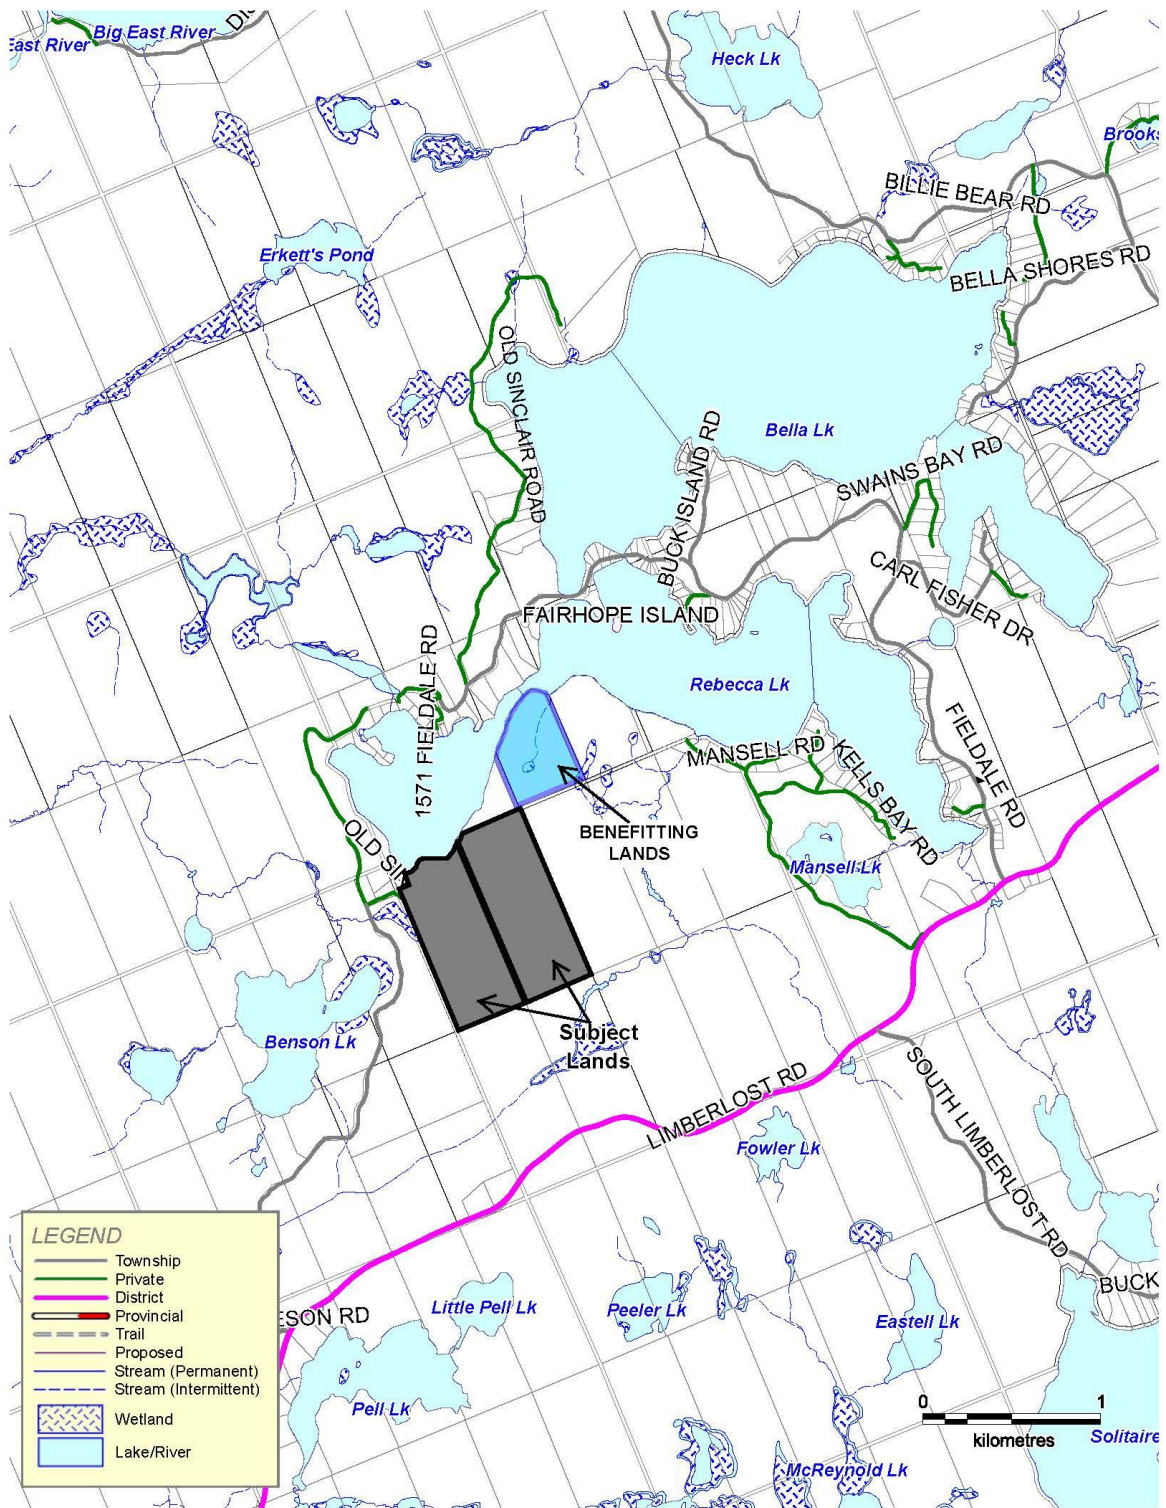 Big East River
East River
Heck Lk
Brooks
BILLIE BEAR RD
Erkett's Pond
BELLA SHORES RD
OLD SINCLAIR ROAD
Bella Lk
BUCK ISLAND RD
SWAINS BAY RD
CARL FISHER DR
FAIRHOPE ISLAND
1571 FIELDALE RD
Rebecca Lk
FIELDALE RD
MANSELL RD
KELLS BAY RD
BENEFITTING
LANDS
OLD SIN
Mansell Lk
Subject
Lands
Benson Lk
LIMBERLOST RD
SOUTH LIMBERLOST RD
Fowler Lk
BUCK
LEGEND
Township
Private
District
Provincial
Trail
Proposed
Stream (Permanent)
Stream (Intermittent)
Wetland
Lake/River
ESON RD
Little Pell Lk
Peeler Lk
Eastell Lk
Pell Lk
0 1
kilometres
Solitaire
McReynold Lk